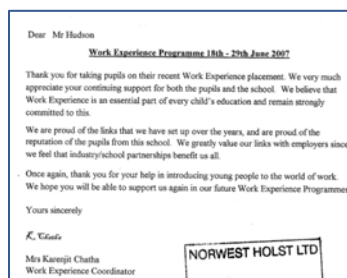 Dear Mr Hudson
Work Experience Programme 18th - 29th June 2007
Thank you for taking pupils on their recent Work Experience placement. We very much
appreciate your continuing support for both the pupils and the school. We believe that
Work Experience is an essential part of every child's education and remain strongly
committed to this.
We are proud of the links that we have set up over the years, and are proud of the
reputation of the pupils from this school. We greatly value our links with employers since
we feel that industry/school partnerships benefit us all.
Once again, thank you for your help in introducing young people to the world of work.
We hope you will be able to support us again in our future Work Experience Programme
Yours sincerely
K. Chatha
Mrs Karenjit Chatha
Work Experience Coordinator
NORWEST HOLST LTD